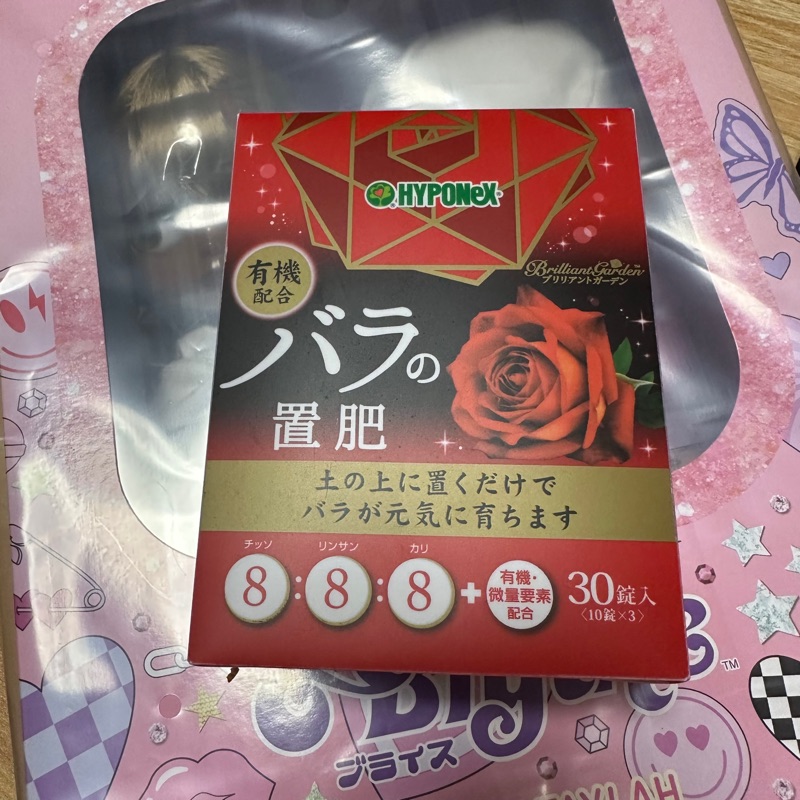 HYPONeX
Brilliant Garden
ブリリアントガーデン
有機
配合
バラの
置肥
土の上に置くだけで
バラが元気に育ちます
チッソ リンサン カリ
8:8:8+有機・微量要素配合
30錠入
〈10錠×3〉
ブライス
TM